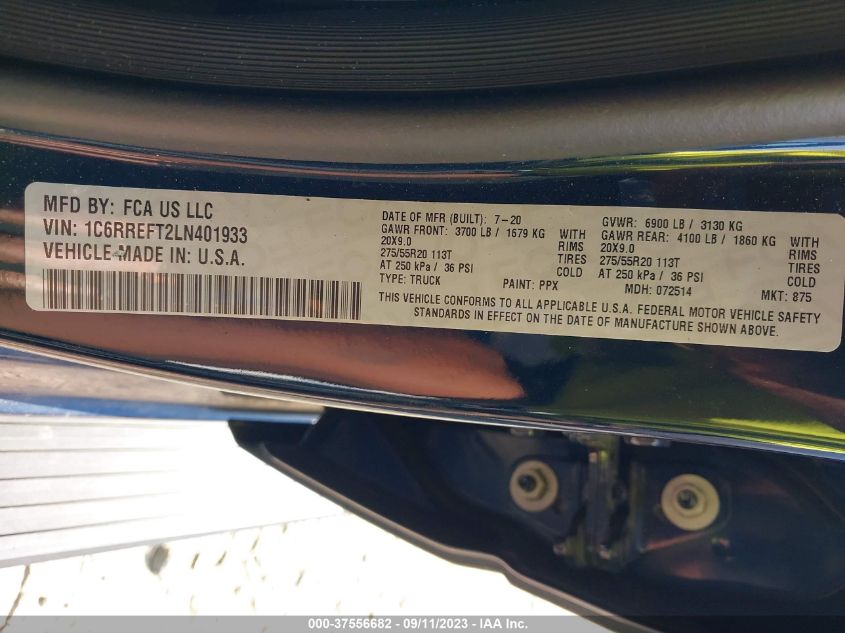 MFD BY: FCA US LLC
VIN: 1C6RREFT2LN401933
VEHICLE MADE IN: U.S.A.
DATE OF MFR (BUILT): 7-20
GAWR FRONT: 3700 LB / 1679 KG WITH
20X9.0 RIMS
275/55R20 113T TIRES
AT 250 kPa / 36 PSI COLD
TYPE: TRUCK PAINT: PPX
GVWR: 6900 LB / 3130 KG
GAWR REAR: 4100 LB / 1860 KG WITH
20X9.0 RIMS
275/55R20 113T TIRES
AT 250 kPa / 36 PSI COLD
MDH: 072514 MKT: 875
THIS VEHICLE CONFORMS TO ALL APPLICABLE U.S.A. FEDERAL MOTOR VEHICLE SAFETY
STANDARDS IN EFFECT ON THE DATE OF MANUFACTURE SHOWN ABOVE.
000-37556682 - 09/11/2023 - IAA Inc.